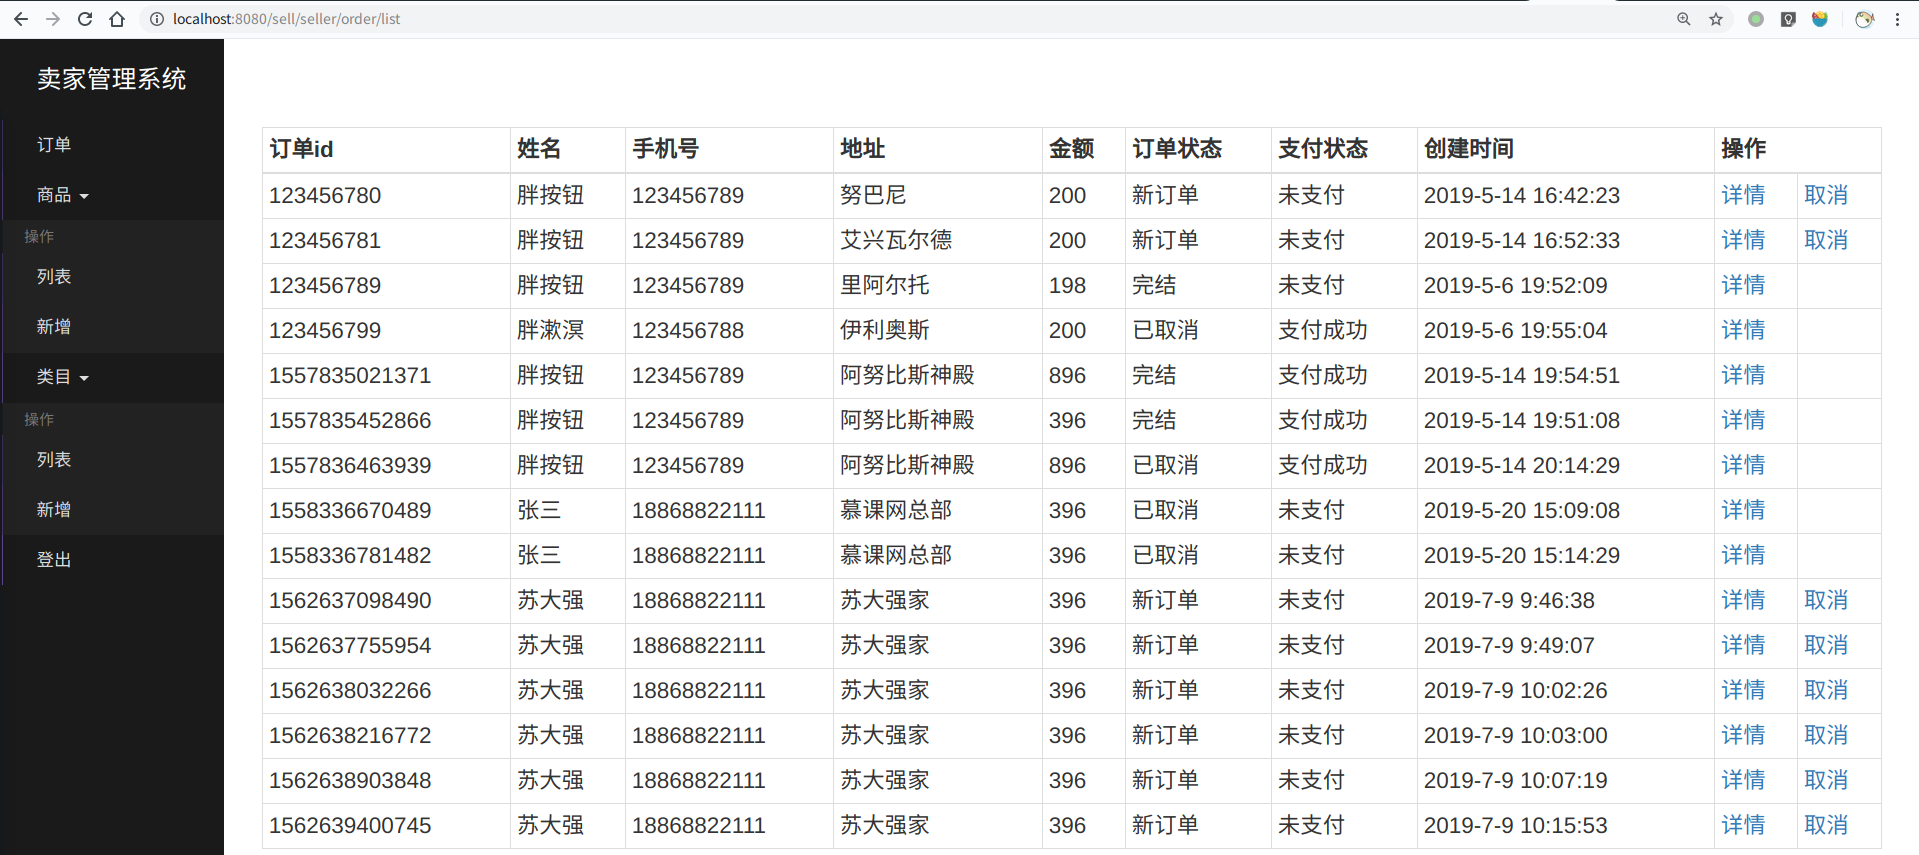 localhost:8080/sell/seller/order/list
卖家管理系统
订单
商品
操作
列表
新增
类目
操作
列表
新增
登出
订单id 姓名 手机号 地址 金额 订单状态 支付状态 创建时间 操作
123456780 胖按钮 123456789 努巴尼 200 新订单 未支付 2019-5-14 16:42:23 详情 取消
123456781 胖按钮 123456789 艾兴瓦尔德 200 新订单 未支付 2019-5-14 16:52:33 详情 取消
123456789 胖按钮 123456789 里阿尔托 198 完结 未支付 2019-5-6 19:52:09 详情
123456799 胖漱溟 123456788 伊利奥斯 200 已取消 支付成功 2019-5-6 19:55:04 详情
1557835021371 胖按钮 123456789 阿努比斯神殿 896 完结 支付成功 2019-5-14 19:54:51 详情
1557835452866 胖按钮 123456789 阿努比斯神殿 396 完结 支付成功 2019-5-14 19:51:08 详情
1557836463939 胖按钮 123456789 阿努比斯神殿 896 已取消 支付成功 2019-5-14 20:14:29 详情
1558336670489 张三 18868822111 慕课网总部 396 已取消 未支付 2019-5-20 15:09:08 详情
1558336781482 张三 18868822111 慕课网总部 396 已取消 未支付 2019-5-20 15:14:29 详情
1562637098490 苏大强 18868822111 苏大强家 396 新订单 未支付 2019-7-9 9:46:38 详情 取消
1562637755954 苏大强 18868822111 苏大强家 396 新订单 未支付 2019-7-9 9:49:07 详情 取消
1562638032266 苏大强 18868822111 苏大强家 396 新订单 未支付 2019-7-9 10:02:26 详情 取消
1562638216772 苏大强 18868822111 苏大强家 396 新订单 未支付 2019-7-9 10:03:00 详情 取消
1562638903848 苏大强 18868822111 苏大强家 396 新订单 未支付 2019-7-9 10:07:19 详情 取消
1562639400745 苏大强 18868822111 苏大强家 396 新订单 未支付 2019-7-9 10:15:53 详情 取消